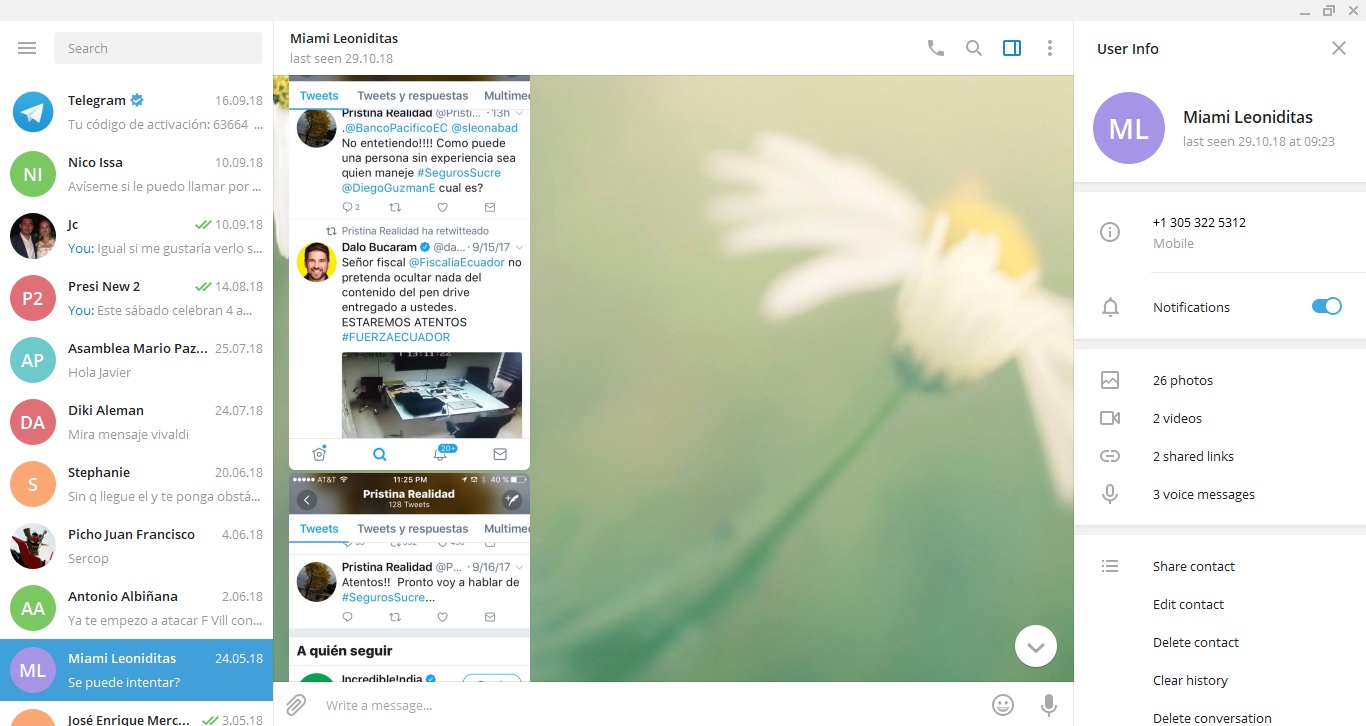 Search
Telegram
16.09.18
Tu código de activación: 63664 ...
NI
Nico Issa
10.09.18
Avíseme si le puedo llamar por ...
Jc
10.09.18
You: Igual si me gustaría verlo s...
P2
Presi New 2
14.08.18
You: Este sábado celebran 4 a...
AP
Asamblea Mario Paz...
25.07.18
Hola Javier
DA
Diki Aleman
24.07.18
Mira mensaje vivaldi
S
Stephanie
20.06.18
Sin q llegue el y te ponga obstá...
Picho Juan Francisco
4.06.18
Sercop
AA
Antonio Albiñana
2.06.18
Ya te empezo a atacar F Vill con...
ML
Miami Leoniditas
24.05.18
Se puede intentar?
José Enrique Merc...
3.05.18
Miami Leoniditas
last seen 29.10.18
Tweets Tweets y respuestas Multimed
Pristina Realidad @Pristi... · 13h
.@BancoPacificoEC @sleonabad
No entetiendo!!!! Como puede
una persona sin experiencia sea
quien maneje #SegurosSucre
@DiegoGuzmanE cual es?
2
Pristina Realidad ha retwitteado
Dalo Bucaram @da... · 9/15/17
Señor fiscal @FiscaliaEcuador no
pretenda ocultar nada del
contenido del pen drive
entregado a ustedes.
ESTAREMOS ATENTOS
#FUERZAECUADOR
13:11:22
20+
AT&T 11:25 PM 40 %
Pristina Realidad
128 Tweets
Tweets Tweets y respuestas Multimed
Pristina Realidad @P... · 9/16/17
Atentos!! Pronto voy a hablar de
#SegurosSucre...
A quién seguir
Incredible!ndia
Write a message...
User Info
ML
Miami Leoniditas
last seen 29.10.18 at 09:23
+1 305 322 5312
Mobile
Notifications
26 photos
2 videos
2 shared links
3 voice messages
Share contact
Edit contact
Delete contact
Clear history
Delete conversation